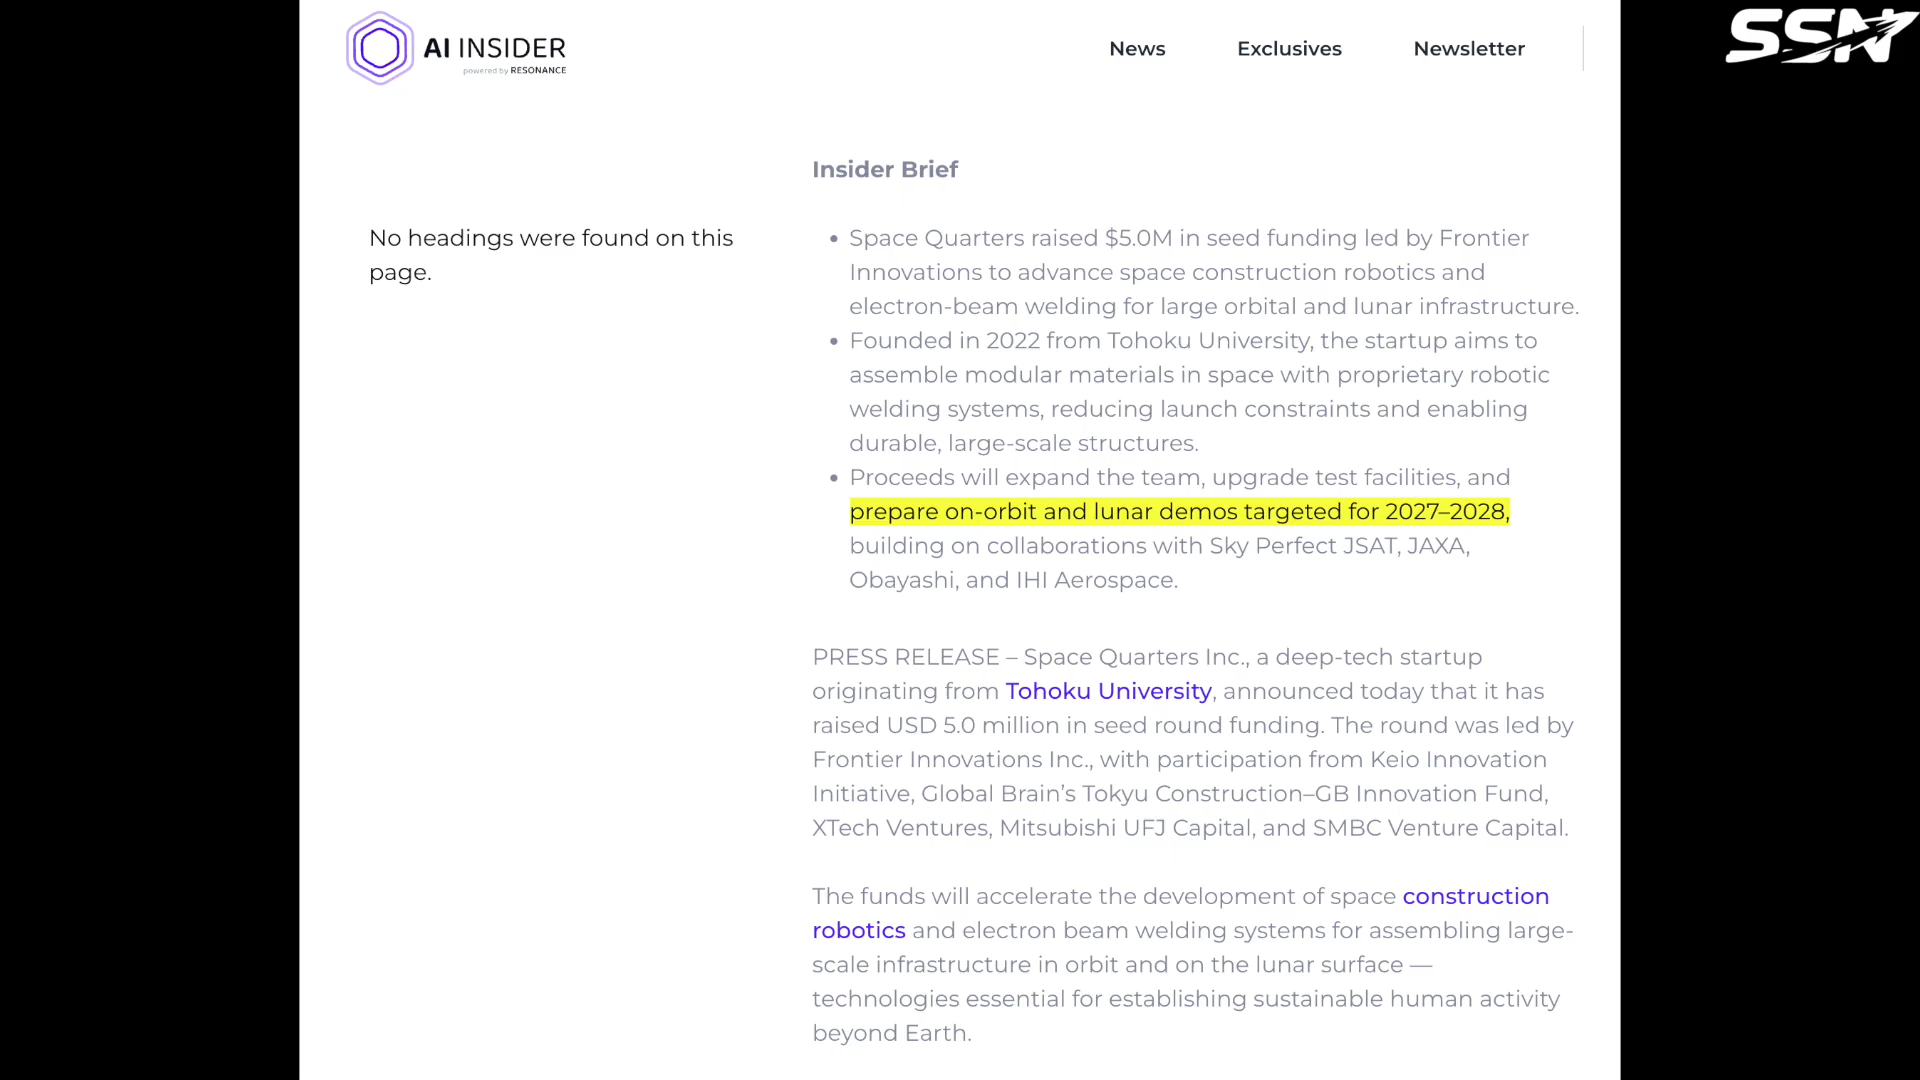 AI INSIDER
powered by RESONANCE
News
Exclusives
Newsletter
SSN
No headings were found on this
page.
Insider Brief
• Space Quarters raised $5.0M in seed funding led by Frontier
Innovations to advance space construction robotics and
electron-beam welding for large orbital and lunar infrastructure.
• Founded in 2022 from Tohoku University, the startup aims to
assemble modular materials in space with proprietary robotic
welding systems, reducing launch constraints and enabling
durable, large-scale structures.
• Proceeds will expand the team, upgrade test facilities, and
prepare on-orbit and lunar demos targeted for 2027–2028,
building on collaborations with Sky Perfect JSAT, JAXA,
Obayashi, and IHI Aerospace.
PRESS RELEASE – Space Quarters Inc., a deep-tech startup
originating from Tohoku University, announced today that it has
raised USD 5.0 million in seed round funding. The round was led by
Frontier Innovations Inc., with participation from Keio Innovation
Initiative, Global Brain’s Tokyu Construction–GB Innovation Fund,
XTech Ventures, Mitsubishi UFJ Capital, and SMBC Venture Capital.
The funds will accelerate the development of space construction
robotics and electron beam welding systems for assembling large-
scale infrastructure in orbit and on the lunar surface —
technologies essential for establishing sustainable human activity
beyond Earth.